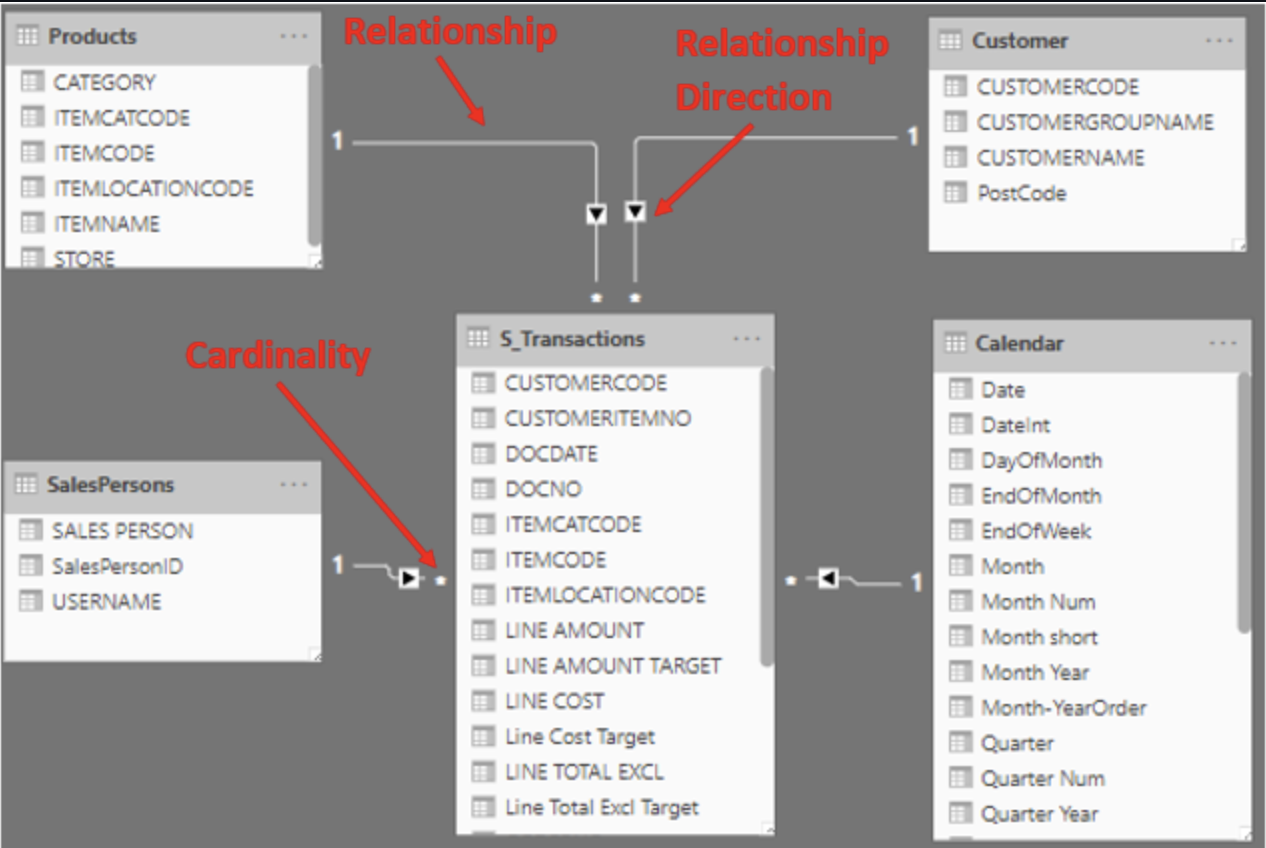 Products
CATEGORY
ITEMCATCODE
ITEMCODE
ITEMLOCATIONCODE
ITEMNAME
STORE
Relationship
Relationship
Direction
Customer
CUSTOMERCODE
CUSTOMERGROUPNAME
CUSTOMERNAME
PostCode
1
1
*
*
Cardinality
SalesPersons
SALES PERSON
SalesPersonID
USERNAME
1
*
S_Transactions
CUSTOMERCODE
CUSTOMERITEMNO
DOCDATE
DOCNO
ITEMCATCODE
ITEMCODE
ITEMLOCATIONCODE
LINE AMOUNT
LINE AMOUNT TARGET
LINE COST
Line Cost Target
LINE TOTAL EXCL
Line Total Excl Target
*
1
Calendar
Date
DateInt
DayOfMonth
EndOfMonth
EndOfWeek
Month
Month Num
Month short
Month Year
Month-YearOrder
Quarter
Quarter Num
Quarter Year